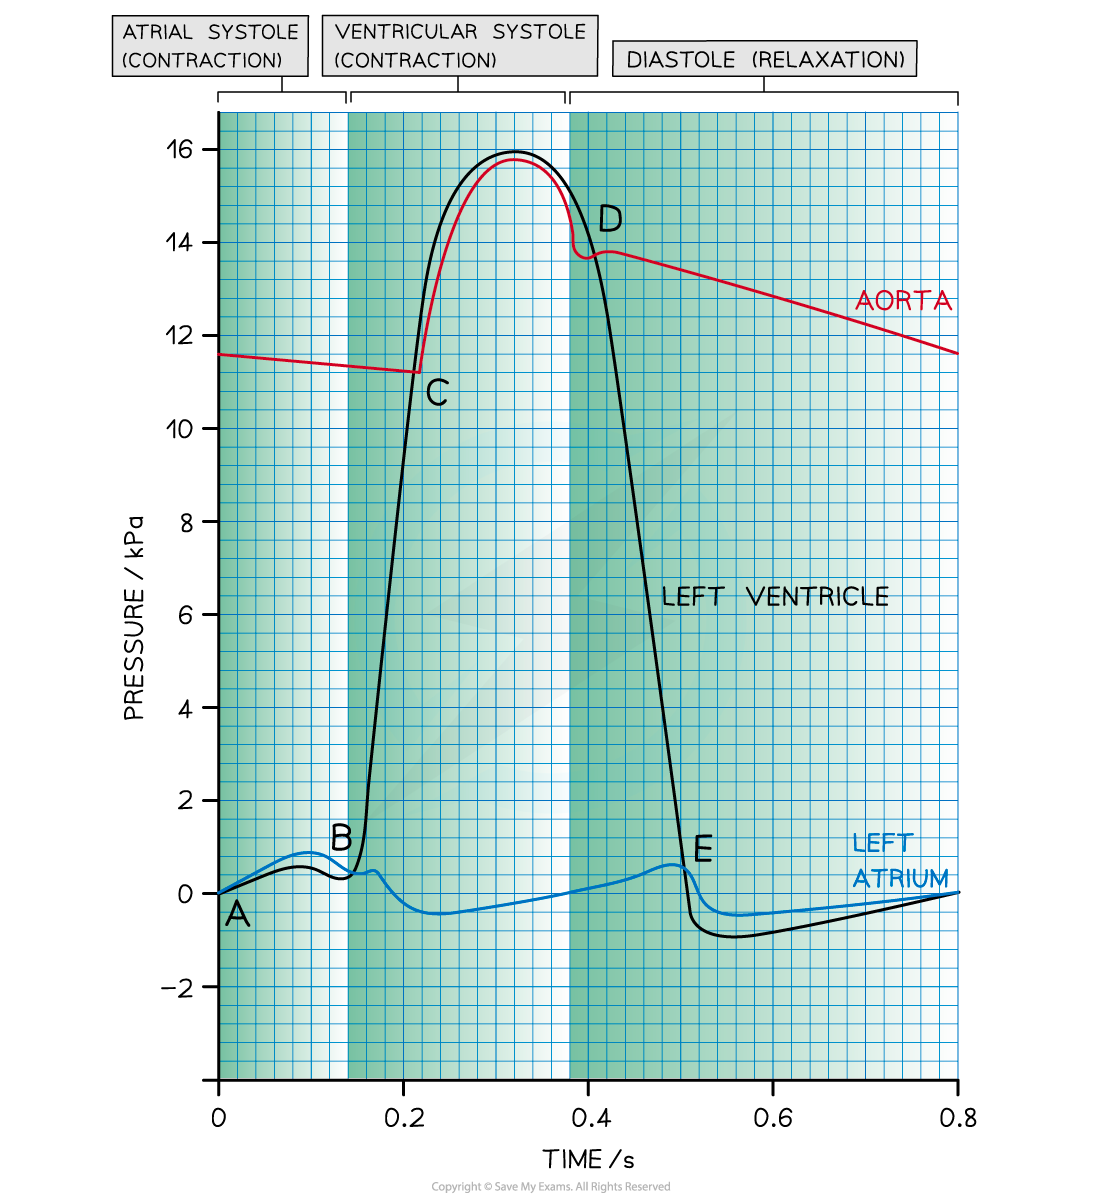 ATRIAL SYSTOLE
(CONTRACTION)
VENTRICULAR SYSTOLE
(CONTRACTION)
DIASTOLE (RELAXATION)
16
14
12
10
8
6
4
2
0
-2
PRESSURE / kPa
D
AORTA
C
LEFT VENTRICLE
B
E
LEFT
ATRIUM
A
0
0.2
0.4
0.6
0.8
TIME /s
Copyright © Save My Exams. All Rights Reserved